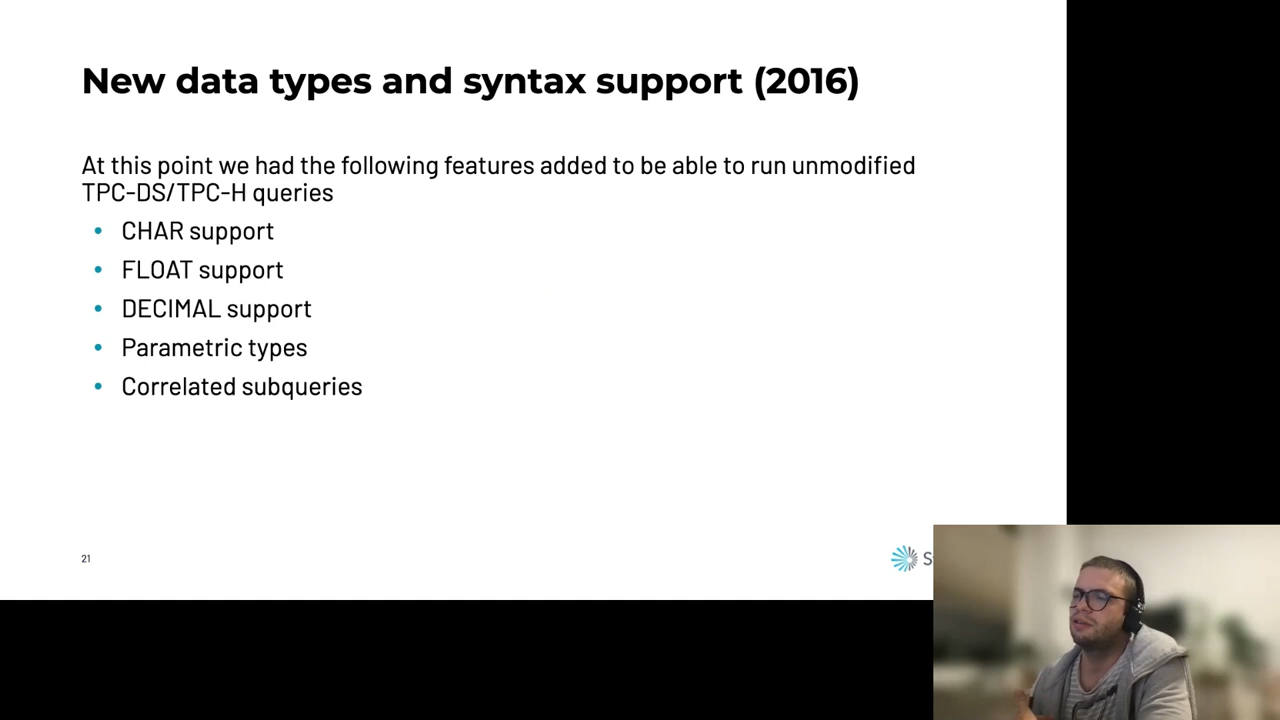 New data types and syntax support (2016)
At this point we had the following features added to be able to run unmodified
TPC-DS/TPC-H queries
• CHAR support
• FLOAT support
• DECIMAL support
• Parametric types
• Correlated subqueries
21